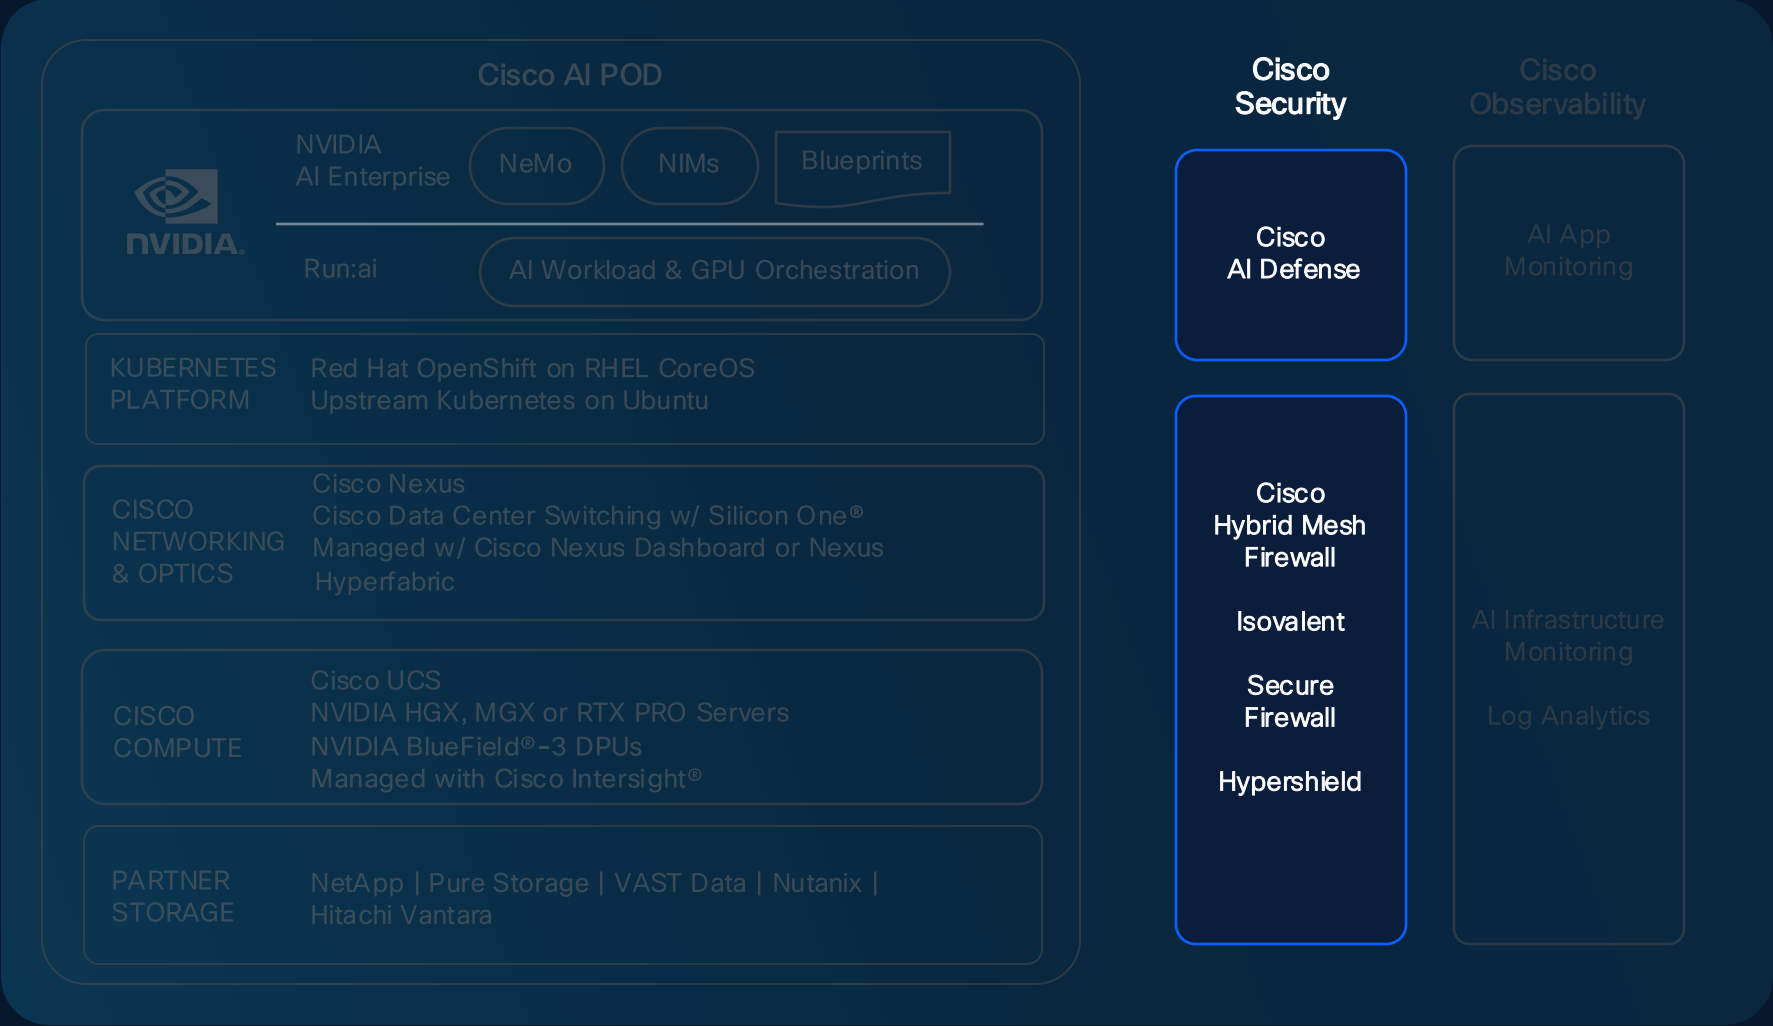 Cisco AI POD
NVIDIA
AI Enterprise
NeMo
NIMs
Blueprints
NVIDIA®
Run:ai
AI Workload & GPU Orchestration
KUBERNETES
PLATFORM
Red Hat OpenShift on RHEL CoreOS
Upstream Kubernetes on Ubuntu
CISCO
NETWORKING
& OPTICS
Cisco Nexus
Cisco Data Center Switching w/ Silicon One®
Managed w/ Cisco Nexus Dashboard or Nexus
Hyperfabric
CISCO
COMPUTE
Cisco UCS
NVIDIA HGX, MGX or RTX PRO Servers
NVIDIA BlueField®-3 DPUs
Managed with Cisco Intersight®
PARTNER
STORAGE
NetApp | Pure Storage | VAST Data | Nutanix |
Hitachi Vantara
Cisco
Security
Cisco
AI Defense
Cisco
Hybrid Mesh
Firewall
Isovalent
Secure
Firewall
Hypershield
Cisco
Observability
AI App
Monitoring
AI Infrastructure
Monitoring
Log Analytics